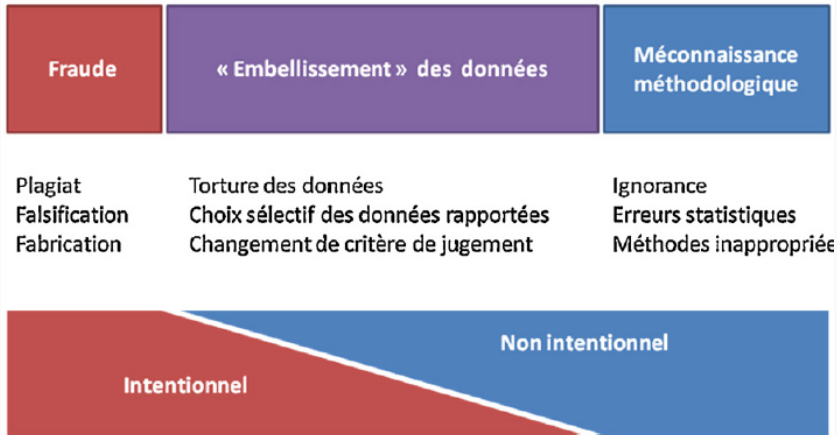 Fraude
« Embellissement » des données
Méconnaissance
méthodologique
Plagiat
Falsification
Fabrication
Torture des données
Choix sélectif des données rapportées
Changement de critère de jugement
Ignorance
Erreurs statistiques
Méthodes inappropriée
Non intentionnel
Intentionnel